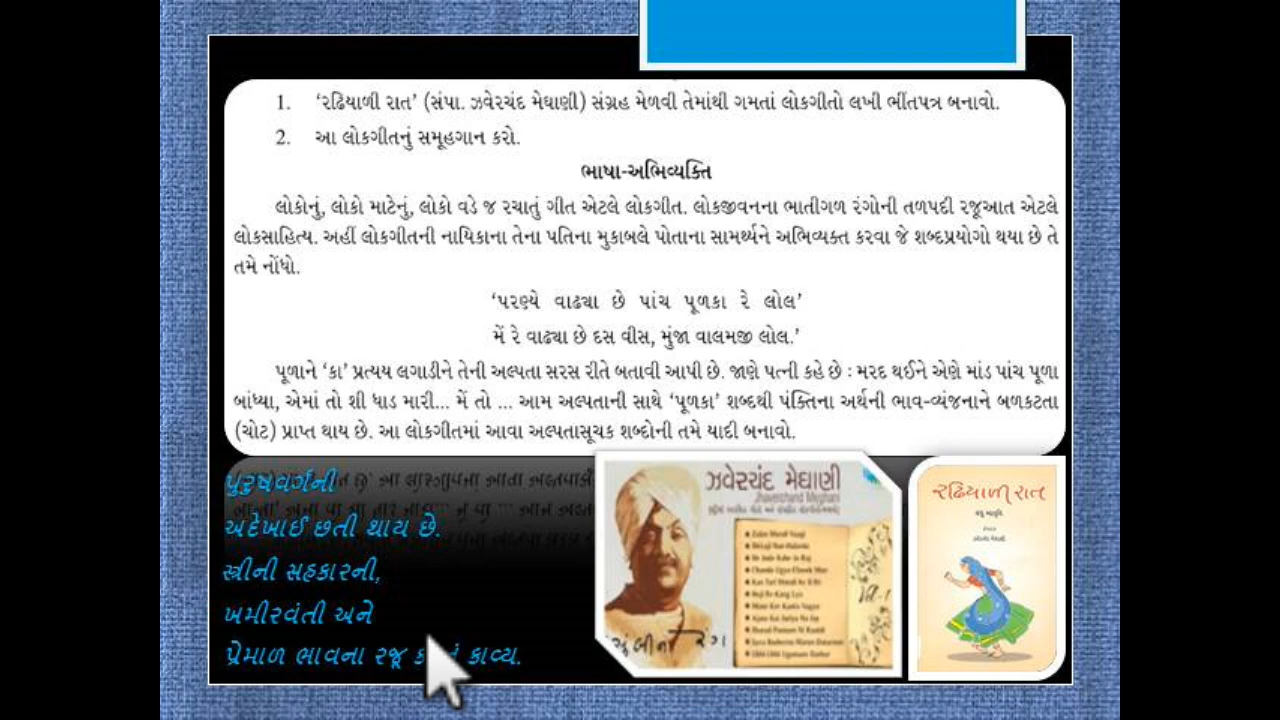 1. ‘રઢિયાળી રાત’ (સંપા. ઝવેરચંદ મેઘાણી) સંગ્રહ મેળવી તેમાંથી ગમતાં લોકગીતો લખી ભીંતપત્ર બનાવો.
2. આ લોકગીતનું સમૂહગાન કરો.
ભાષા-અભિવ્યક્તિ
લોકોનું, લોકો માટેનું, લોકો વડે જ રચાતું ગીત એટલે લોકગીત. લોકજીવનના ભાતીગળ રંગોની તળપદી રજૂઆત એટલે
લોકસાહિત્ય. અહીં લોકગીતની નાયિકાના તેના પતિના મુકાબલે પોતાના સામર્થ્યને અભિવ્યક્ત કરવા જે શબ્દપ્રયોગો થયા છે તે
તમે નોંધો.
‘પરણ્યે વાઢ્યા છે પાંચ પૂળકા રે લોલ’
મેં રે વાઢ્યા છે દસ વીસ, મુંજા વાલમજી લોલ.’
પૂળાને ‘કા’ પ્રત્યય લગાડીને તેની અલ્પતા સરસ રીતે બતાવી આપી છે. જાણે પત્ની કહે છે : મરદ થઈને એણે માંડ પાંચ પૂળા
બાંધ્યા, એમાં તો શી ધાડ મારી... મેં તો ... આમ અલ્પતાની સાથે ‘પૂળકા’ શબ્દથી પંક્તિના અર્થની ભાવ-વ્યંજનાને બળકટતા
(ચોટ) પ્રાપ્ત થાય છે. આ લોકગીતમાં આવા અલ્પતાસૂચક શબ્દોની તમે યાદી બનાવો.
પુરુષવર્ગની
અદેખાઈ છતી થાય છે.
સ્ત્રીની સહકારની,
ખમીરવંતી અને
પ્રેમાળ ભાવના રજૂ કાવ્ય.
ઝવેરચંદ મેઘાણી
Jhaverchand Meghani
રઢિયાળી રાત